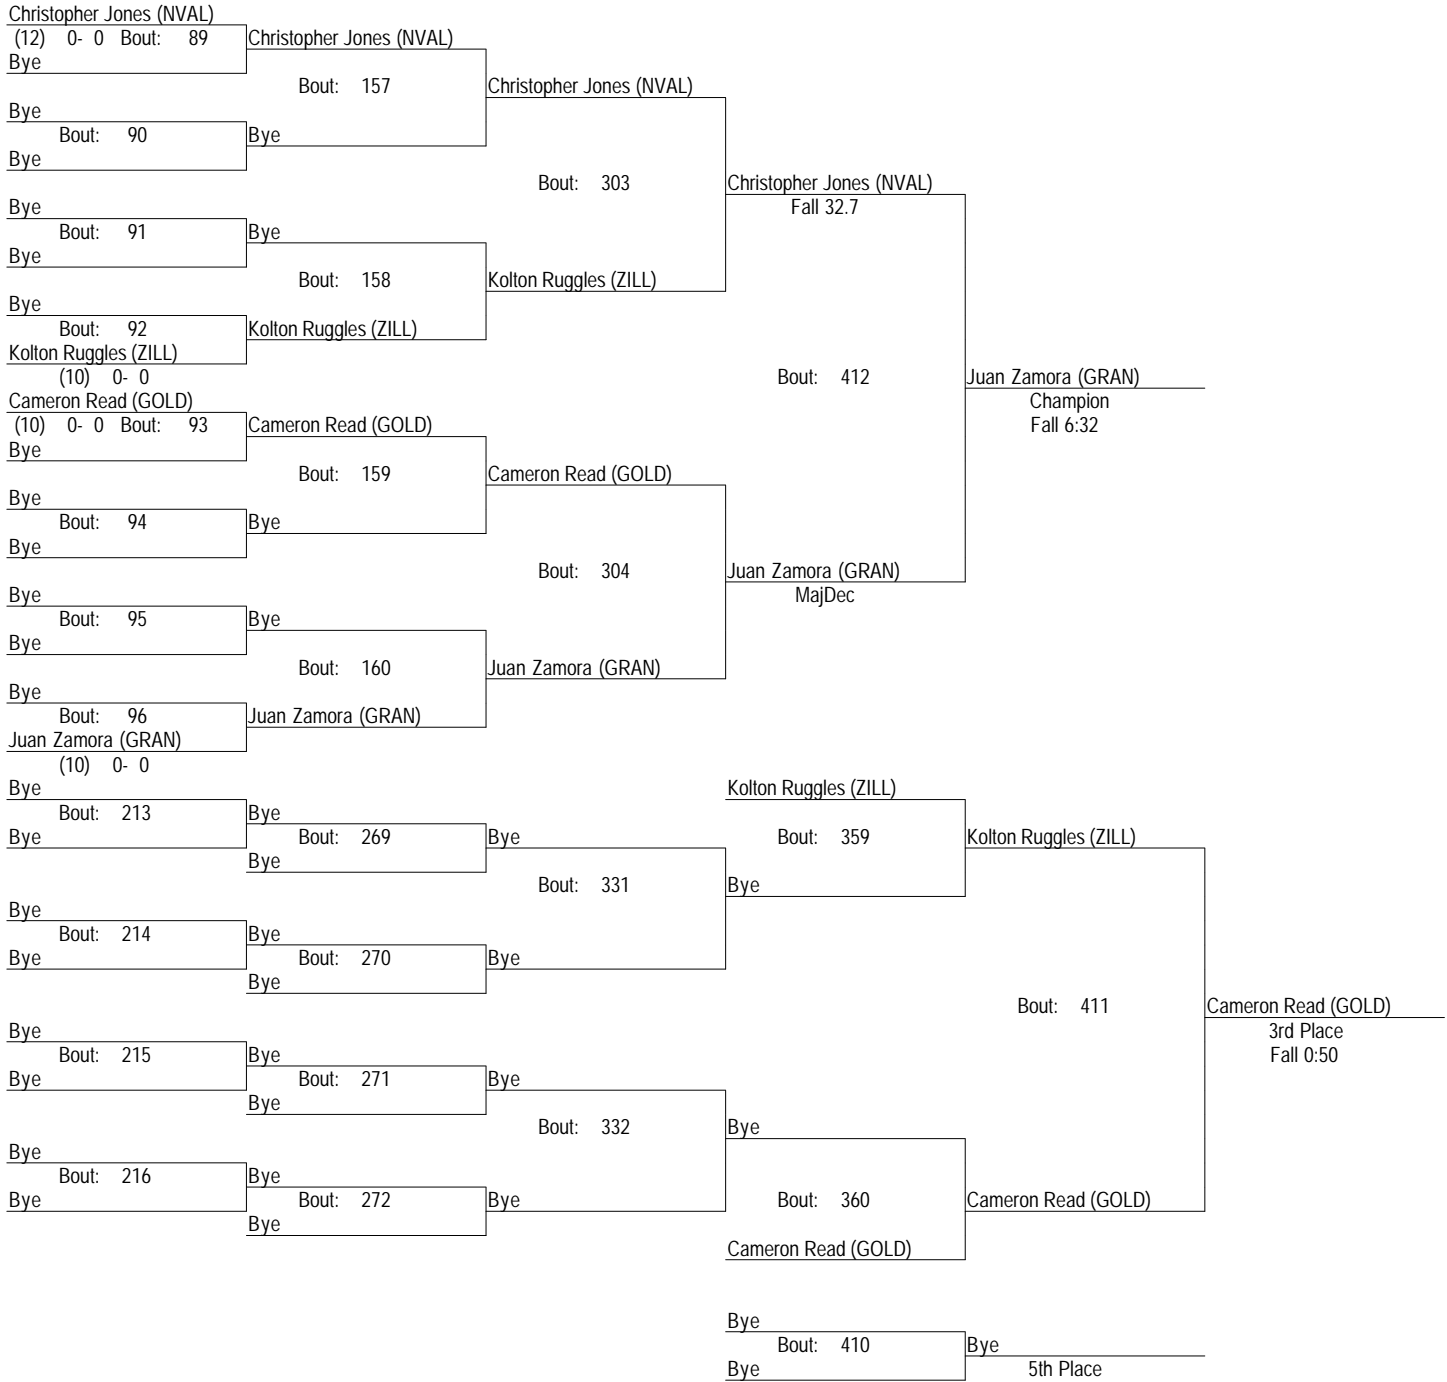 Christopher Jones (NVAL)
(12) 0- 0 Bout: 89 Christopher Jones (NVAL)
Bye
Bout: 157 Christopher Jones (NVAL)
Bye
Bout: 90 Bye
Bye
Bout: 303 Christopher Jones (NVAL)
Bye Fall 32.7
Bout: 91 Bye
Bye
Bout: 158 Kolton Ruggles (ZILL)
Bye
Bout: 92 Kolton Ruggles (ZILL)
Kolton Ruggles (ZILL)
(10) 0- 0 Bout: 412 Juan Zamora (GRAN)
Cameron Read (GOLD) Champion
(10) 0- 0 Bout: 93 Cameron Read (GOLD) Fall 6:32
Bye
Bout: 159 Cameron Read (GOLD)
Bye
Bout: 94 Bye
Bye
Bout: 304 Juan Zamora (GRAN)
Bye MajDec
Bout: 95 Bye
Bye
Bout: 160 Juan Zamora (GRAN)
Bye
Bout: 96 Juan Zamora (GRAN)
Juan Zamora (GRAN)
(10) 0- 0
Bye Kolton Ruggles (ZILL)
Bout: 213 Bye
Bye Bout: 269 Bye Bout: 359 Kolton Ruggles (ZILL)
Bye
Bout: 331 Bye
Bye
Bout: 214 Bye
Bye Bout: 270 Bye
Bye
Bout: 411 Cameron Read (GOLD)
Bye 3rd Place
Bout: 215 Bye Fall 0:50
Bye Bout: 271 Bye
Bye
Bout: 332 Bye
Bye
Bout: 216 Bye
Bye Bout: 272 Bye Bout: 360 Cameron Read (GOLD)
Bye
Cameron Read (GOLD)
Bye
Bout: 410 Bye
Bye 5th Place